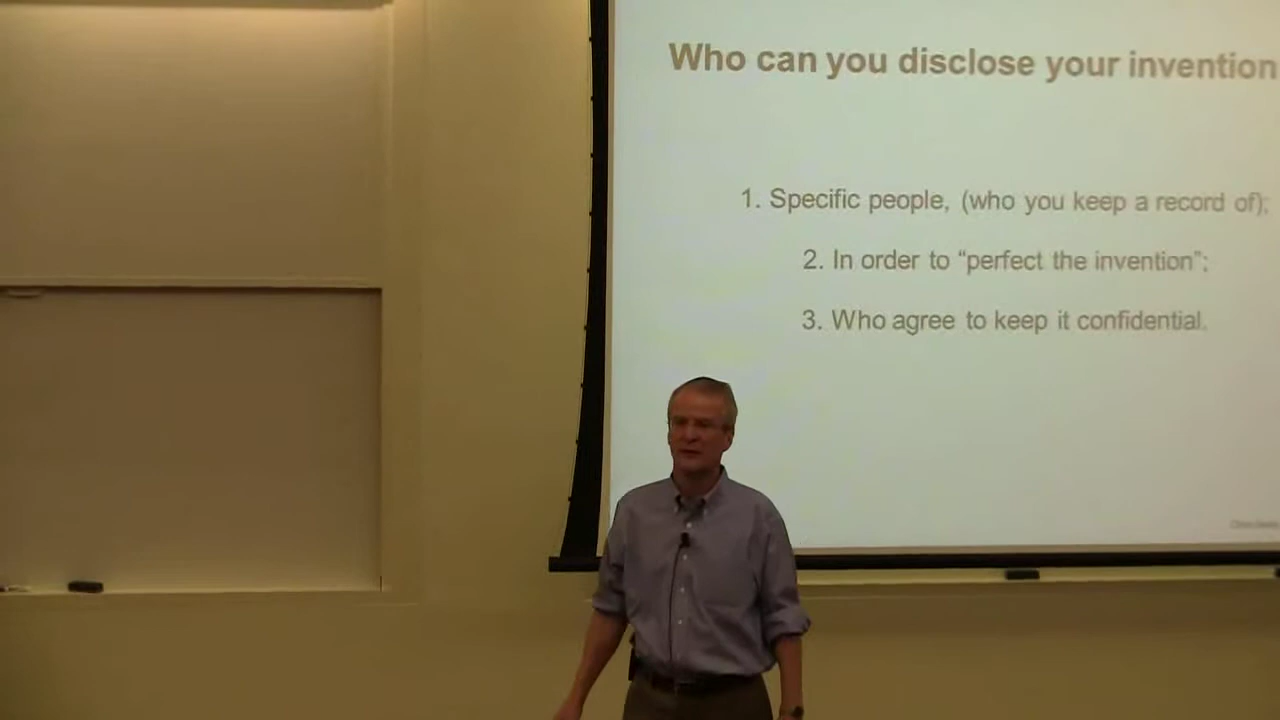 Who can you disclose your invention
1. Specific people, (who you keep a record of);
2. In order to “perfect the invention”;
3. Who agree to keep it confidential.